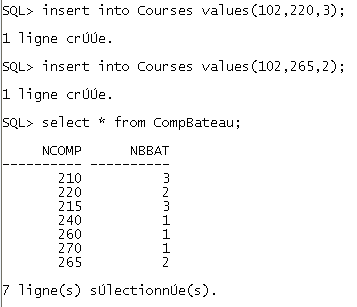 SQL> insert into Courses values(102,220,3);
1 ligne crÚÚe.
SQL> insert into Courses values(102,265,2);
1 ligne crÚÚe.
SQL> select * from CompBateau;
NCOMP NBBAT
---------- ----------
210 3
220 2
215 3
240 1
260 1
270 1
265 2
7 ligne(s) sÚlectionnÚe(s).